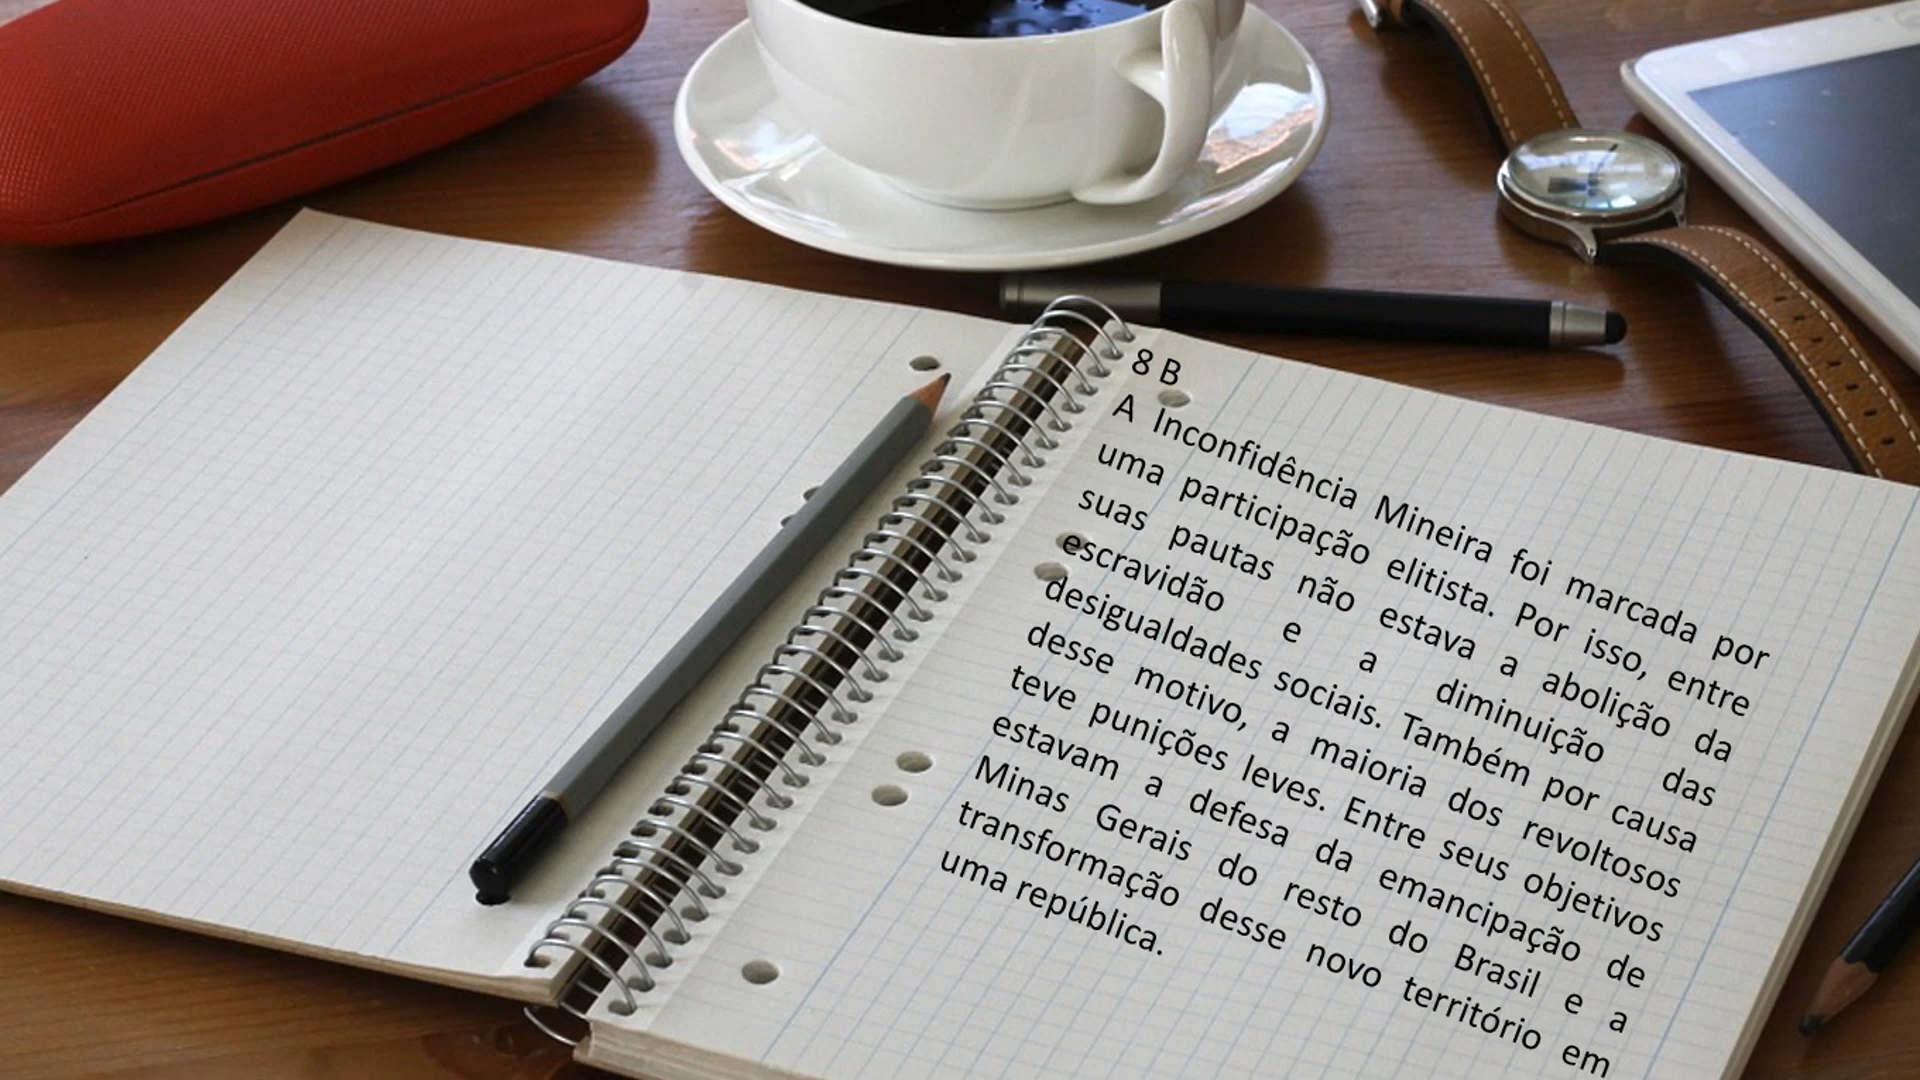 8 B
A Inconfidência Mineira foi marcada por
uma participação elitista. Por isso, entre
suas pautas não estava a abolição da
escravidão e a diminuição das
desigualdades sociais. Também por causa
desse motivo, a maioria dos revoltosos
teve punições leves. Entre seus objetivos
estavam a defesa da emancipação de
Minas Gerais do resto do Brasil e a
transformação desse novo território em
uma república.